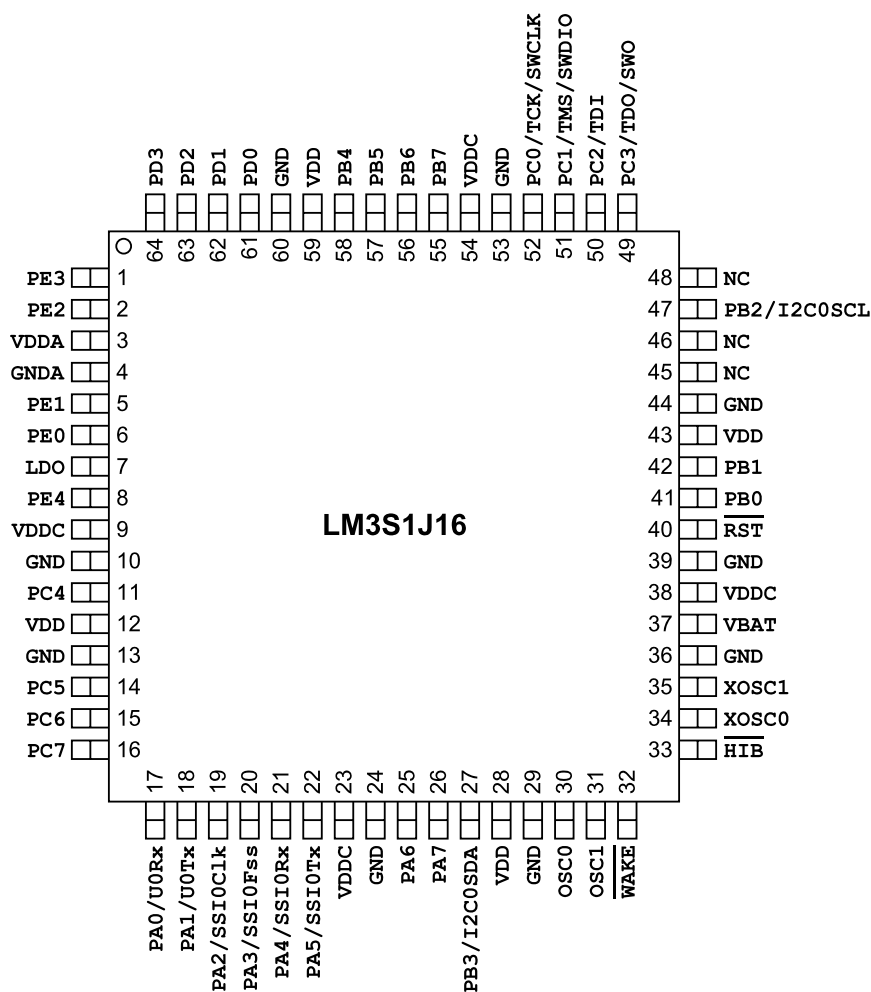 PD3
PD2
PD1
PD0
GND
VDD
PB4
PB5
PB6
PB7
VDDC
GND
PC0/TCK/SWCLK
PC1/TMS/SWDIO
PC2/TDI
PC3/TDO/SWO
64
63
62
61
60
59
58
57
56
55
54
53
52
51
50
49
PE3 1
PE2 2
VDDA 3
GNDA 4
PE1 5
PE0 6
LDO 7
PE4 8
VDDC 9
GND 10
PC4 11
VDD 12
GND 13
PC5 14
PC6 15
PC7 16
LM3S1J16
48 NC
47 PB2/I2C0SCL
46 NC
45 NC
44 GND
43 VDD
42 PB1
41 PB0
40 RST
39 GND
38 VDDC
37 VBAT
36 GND
35 XOSC1
34 XOSC0
33 HIB
17
18
19
20
21
22
23
24
25
26
27
28
29
30
31
32
PA0/U0Rx
PA1/U0Tx
PA2/SSI0Clk
PA3/SSI0Fss
PA4/SSI0Rx
PA5/SSI0Tx
VDDC
GND
PA6
PA7
PB3/I2C0SDA
VDD
GND
OSC0
OSC1
WAKE